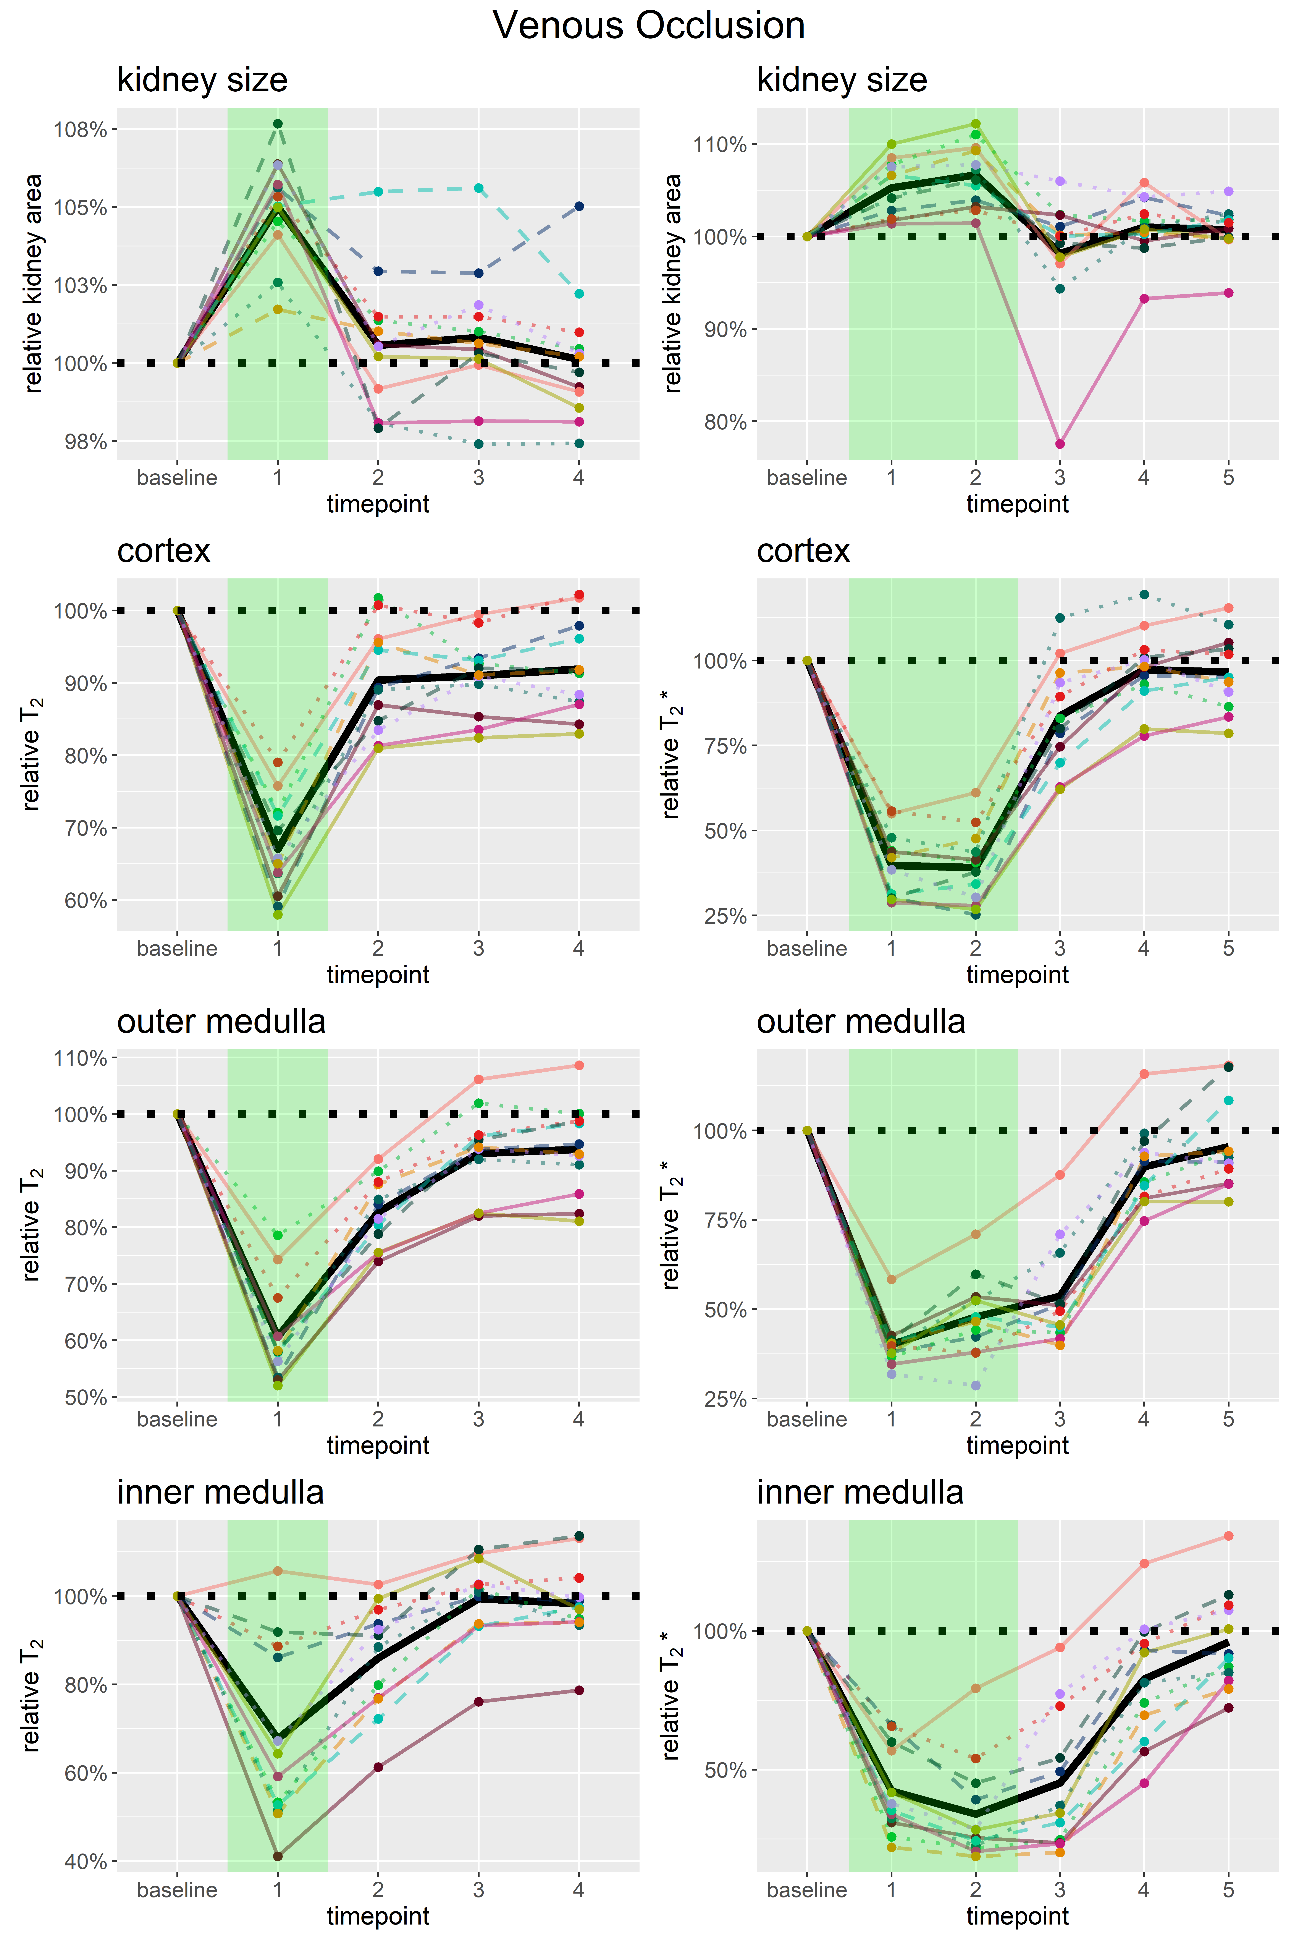 Venous Occlusion
kidney size
relative kidney area
108%
105%
103%
100%
98%
baseline 1 2 3 4
timepoint
kidney size
relative kidney area
110%
100%
90%
80%
baseline 1 2 3 4 5
timepoint
cortex
relative T2
100%
90%
80%
70%
60%
baseline 1 2 3 4
timepoint
cortex
relative T2*
100%
75%
50%
25%
baseline 1 2 3 4 5
timepoint
outer medulla
relative T2
110%
100%
90%
80%
70%
60%
50%
baseline 1 2 3 4
timepoint
outer medulla
relative T2*
100%
75%
50%
25%
baseline 1 2 3 4 5
timepoint
inner medulla
relative T2
100%
80%
60%
40%
baseline 1 2 3 4
timepoint
inner medulla
relative T2*
100%
50%
baseline 1 2 3 4 5
timepoint